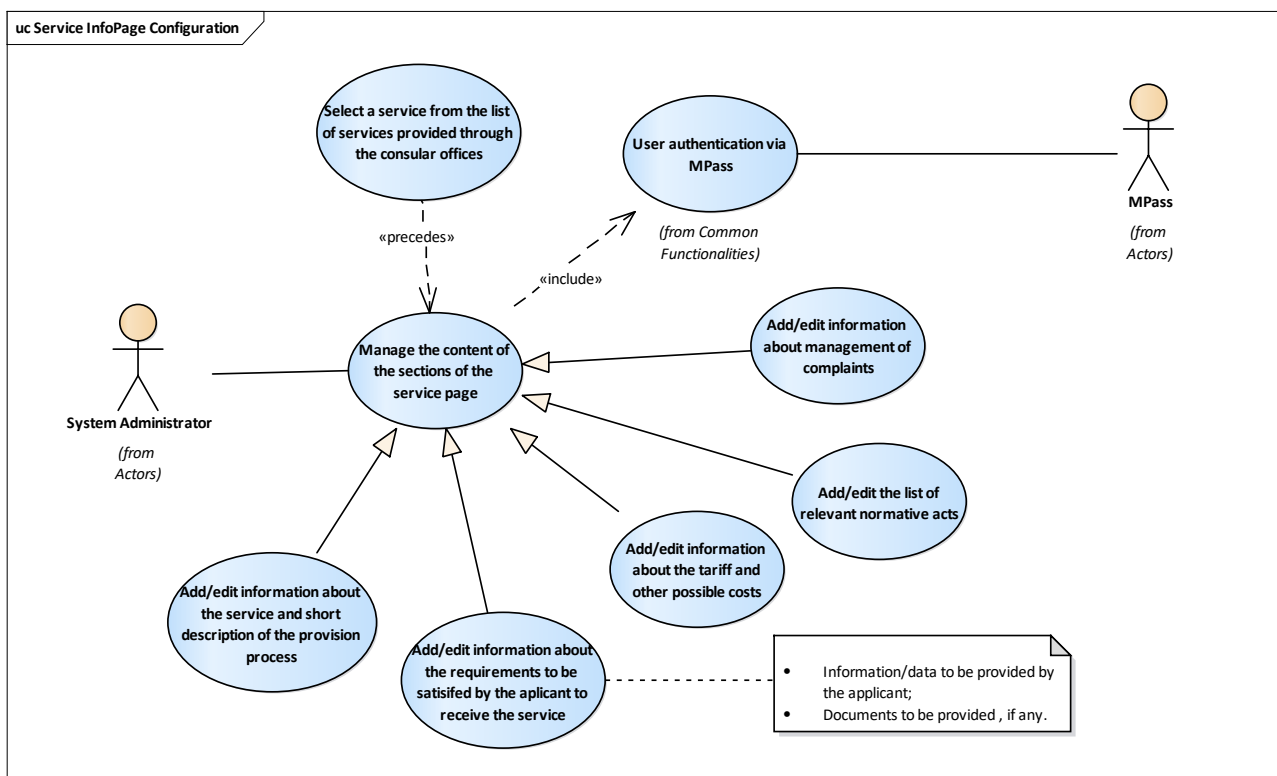 uc Service InfoPage Configuration
Select a service from the list
of services provided through
the consular offices
User authentication via
MPass
(from Common
Functionalities)
MPass
(from
Actors)
«precedes»
«include»
System Administrator
(from
Actors)
Manage the content of
the sections of the
service page
Add/edit information
about management of
complaints
Add/edit the list of
relevant normative acts
Add/edit information
about the tariff and
other possible costs
Add/edit information about
the service and short
description of the provision
process
Add/edit information about
the requirements to be
satisifed by the aplicant to
receive the service
• Information/data to be provided by
the applicant;
• Documents to be provided , if any.